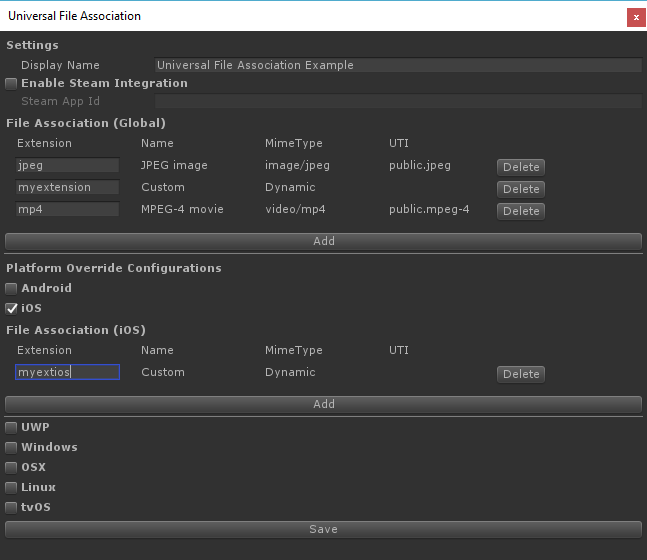 Universal File Association
x
Settings
Display Name Universal File Association Example
Enable Steam Integration
Steam App Id
File Association (Global)
Extension Name MimeType UTI
jpeg JPEG image image/jpeg public.jpeg Delete
myextension Custom Dynamic Delete
mp4 MPEG-4 movie video/mp4 public.mpeg-4 Delete
Add
Platform Override Configurations
Android
iOS
File Association (iOS)
Extension Name MimeType UTI
myextios Custom Dynamic Delete
Add
UWP
Windows
OSX
Linux
tvOS
Save